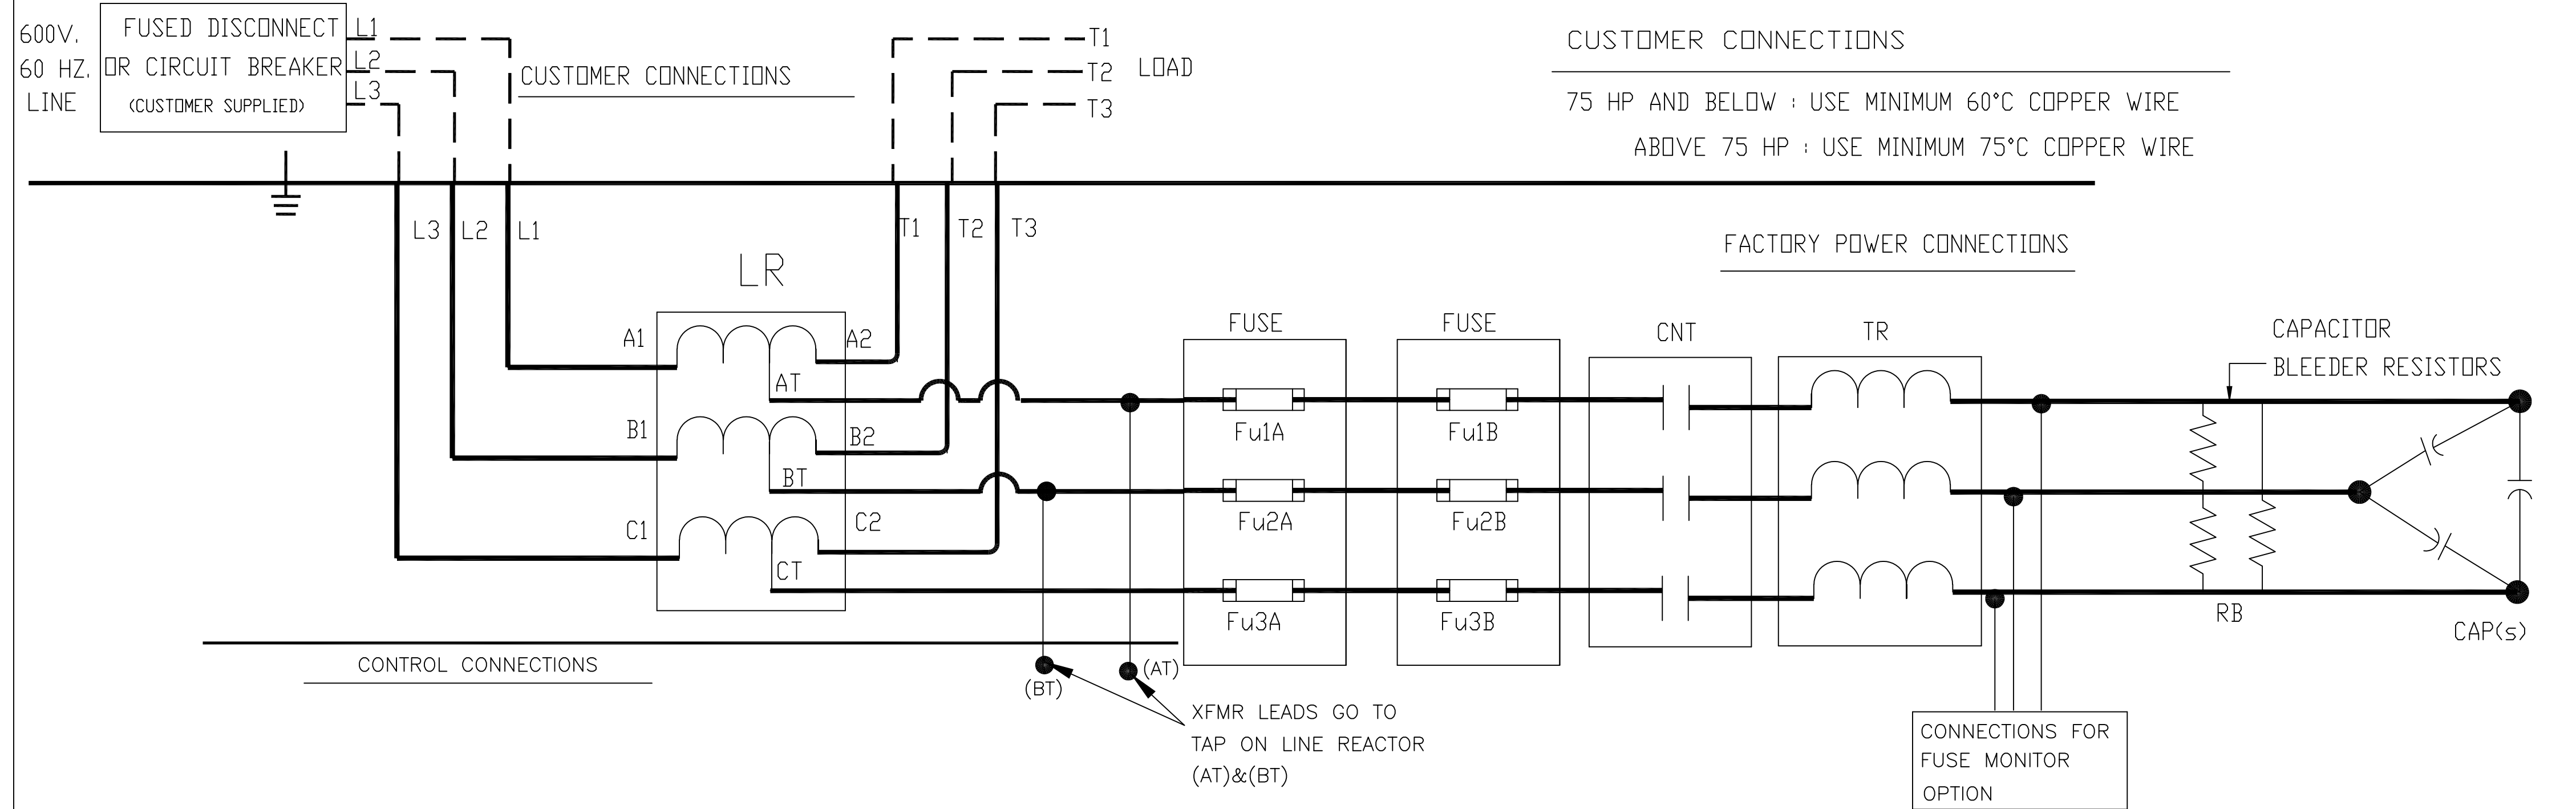 600V.
60 HZ.
LINE
FUSED DISCONNECT
OR CIRCUIT BREAKER
(CUSTOMER SUPPLIED)
L1
L2
L3
CUSTOMER CONNECTIONS
T1
T2
T3
LOAD
CUSTOMER CONNECTIONS
75 HP AND BELOW : USE MINIMUM 60°C COPPER WIRE
ABOVE 75 HP : USE MINIMUM 75°C COPPER WIRE
L3
L2
L1
T1
T2
T3
FACTORY POWER CONNECTIONS
LR
A1
A2
AT
B1
B2
BT
C1
C2
CT
FUSE
Fu1A
Fu2A
Fu3A
FUSE
Fu1B
Fu2B
Fu3B
CNT
TR
CAPACITOR
BLEEDER RESISTORS
RB
CAP(s)
CONTROL CONNECTIONS
(BT)
(AT)
XFMR LEADS GO TO
TAP ON LINE REACTOR
(AT)&(BT)
CONNECTIONS FOR
FUSE MONITOR
OPTION